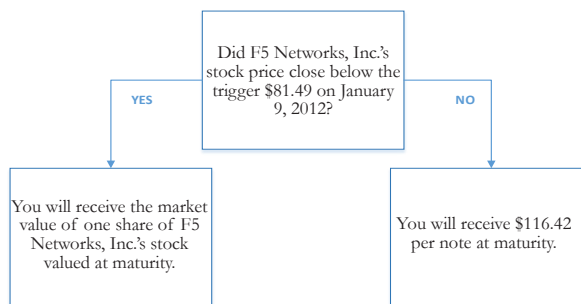 Did F5 Networks, Inc.'s
stock price close below the
trigger $81.49 on January
9, 2012?
YES
NO
You will receive the market
value of one share of F5
Networks, Inc.'s stock
valued at maturity.
You will receive $116.42
per note at maturity.